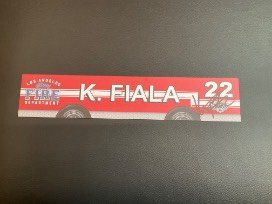 LOS ANGELES
FIRE
DEPARTMENT
K. FIALA
22